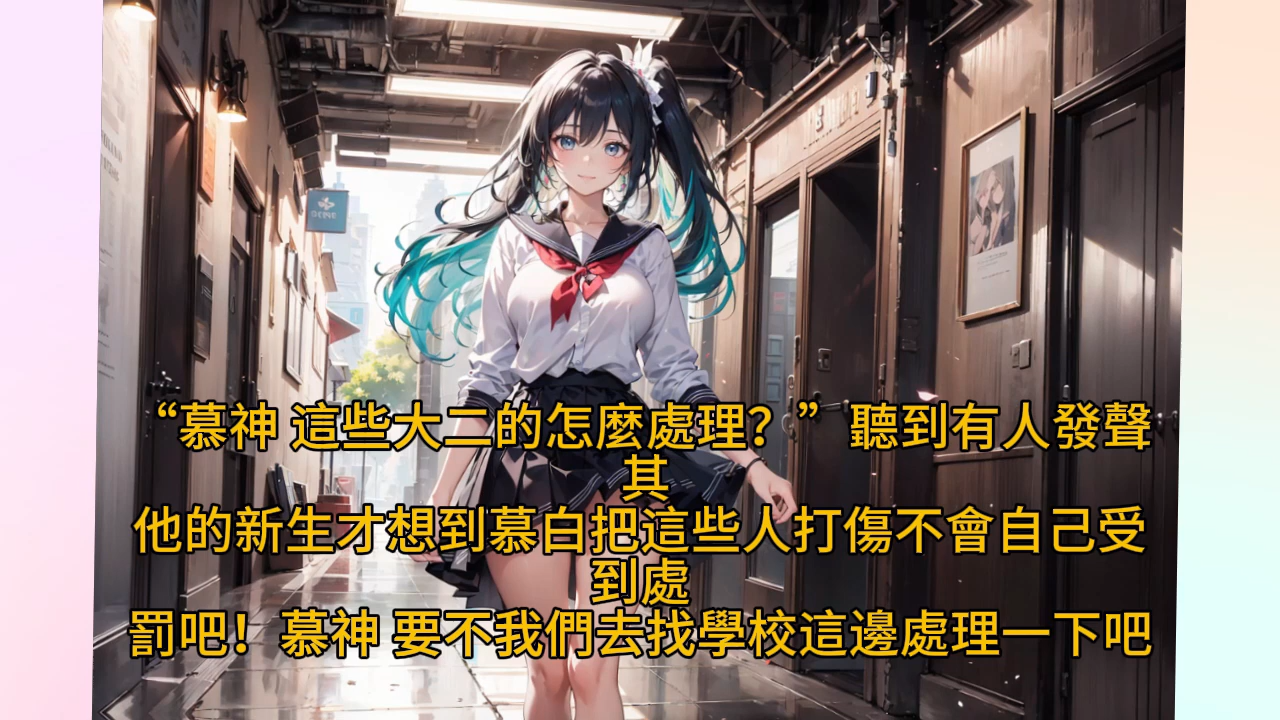 “慕神 這些大二的怎麼處理？”聽到有人發聲
其
他的新生才想到慕白把這些人打傷不會自己受
到處
罰吧！慕神 要不我們去找學校這邊處理一下吧